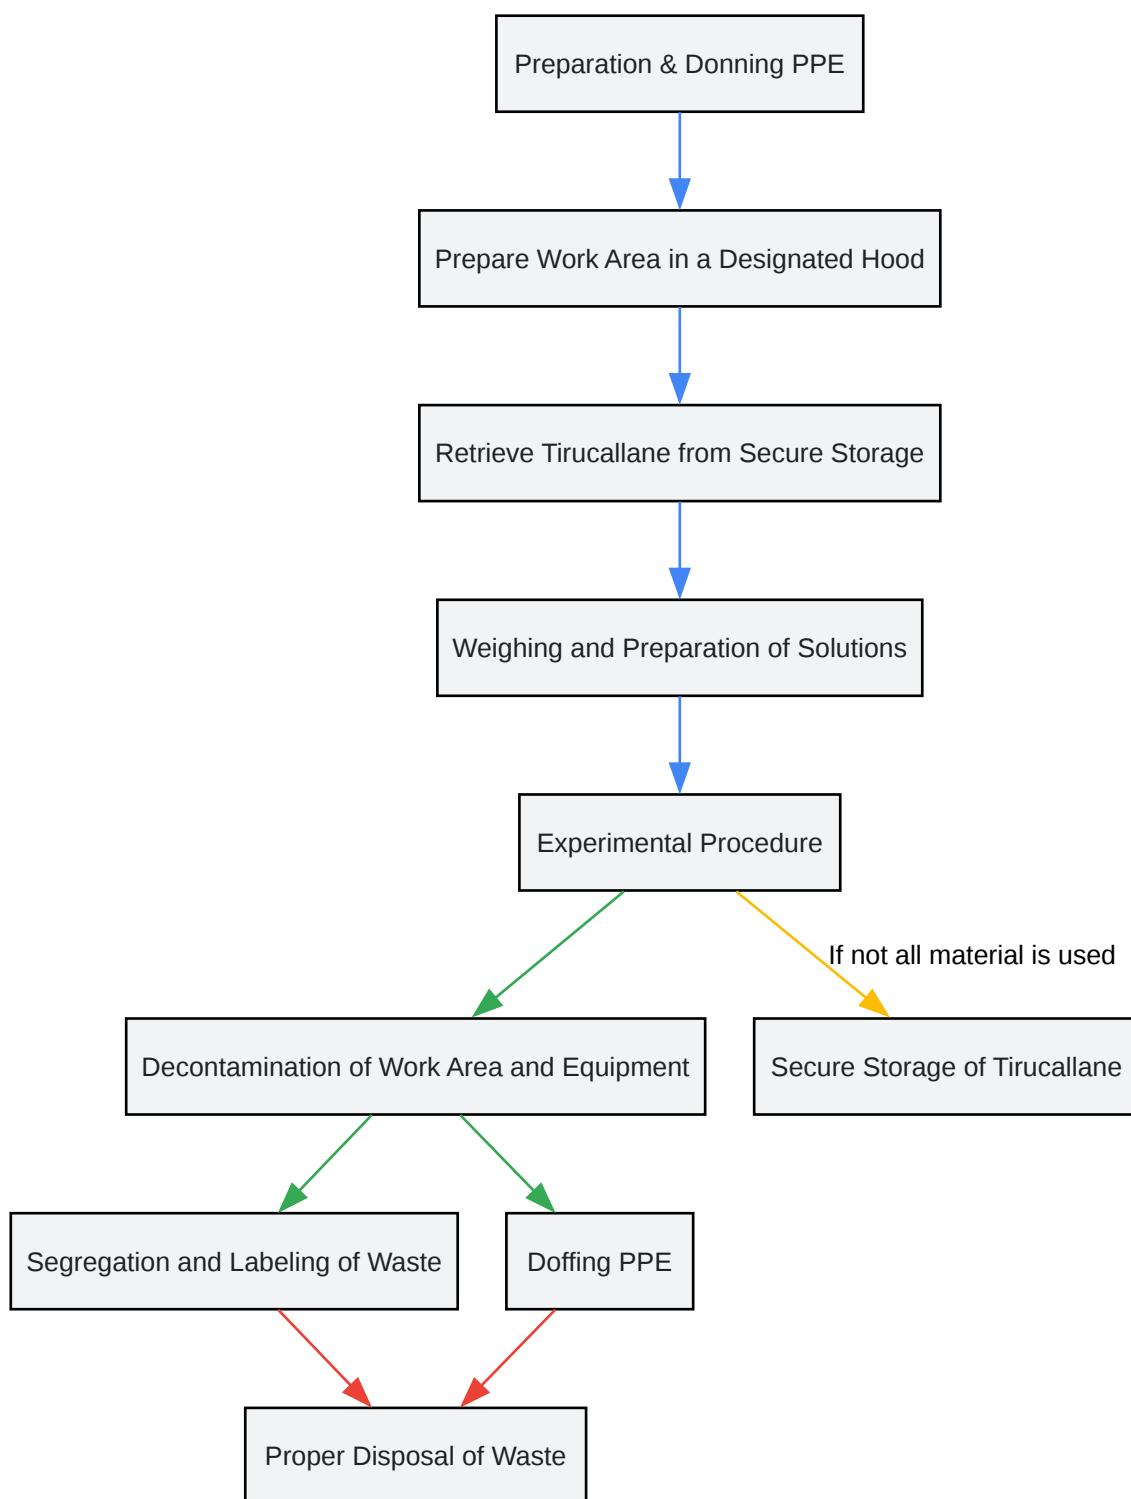 Preparation & Donning PPE
Prepare Work Area in a Designated Hood
Retrieve Tirucallane from Secure Storage
Weighing and Preparation of Solutions
Experimental Procedure
If not all material is used
Decontamination of Work Area and Equipment
Secure Storage of Tirucallane
Segregation and Labeling of Waste
Doffing PPE
Proper Disposal of Waste